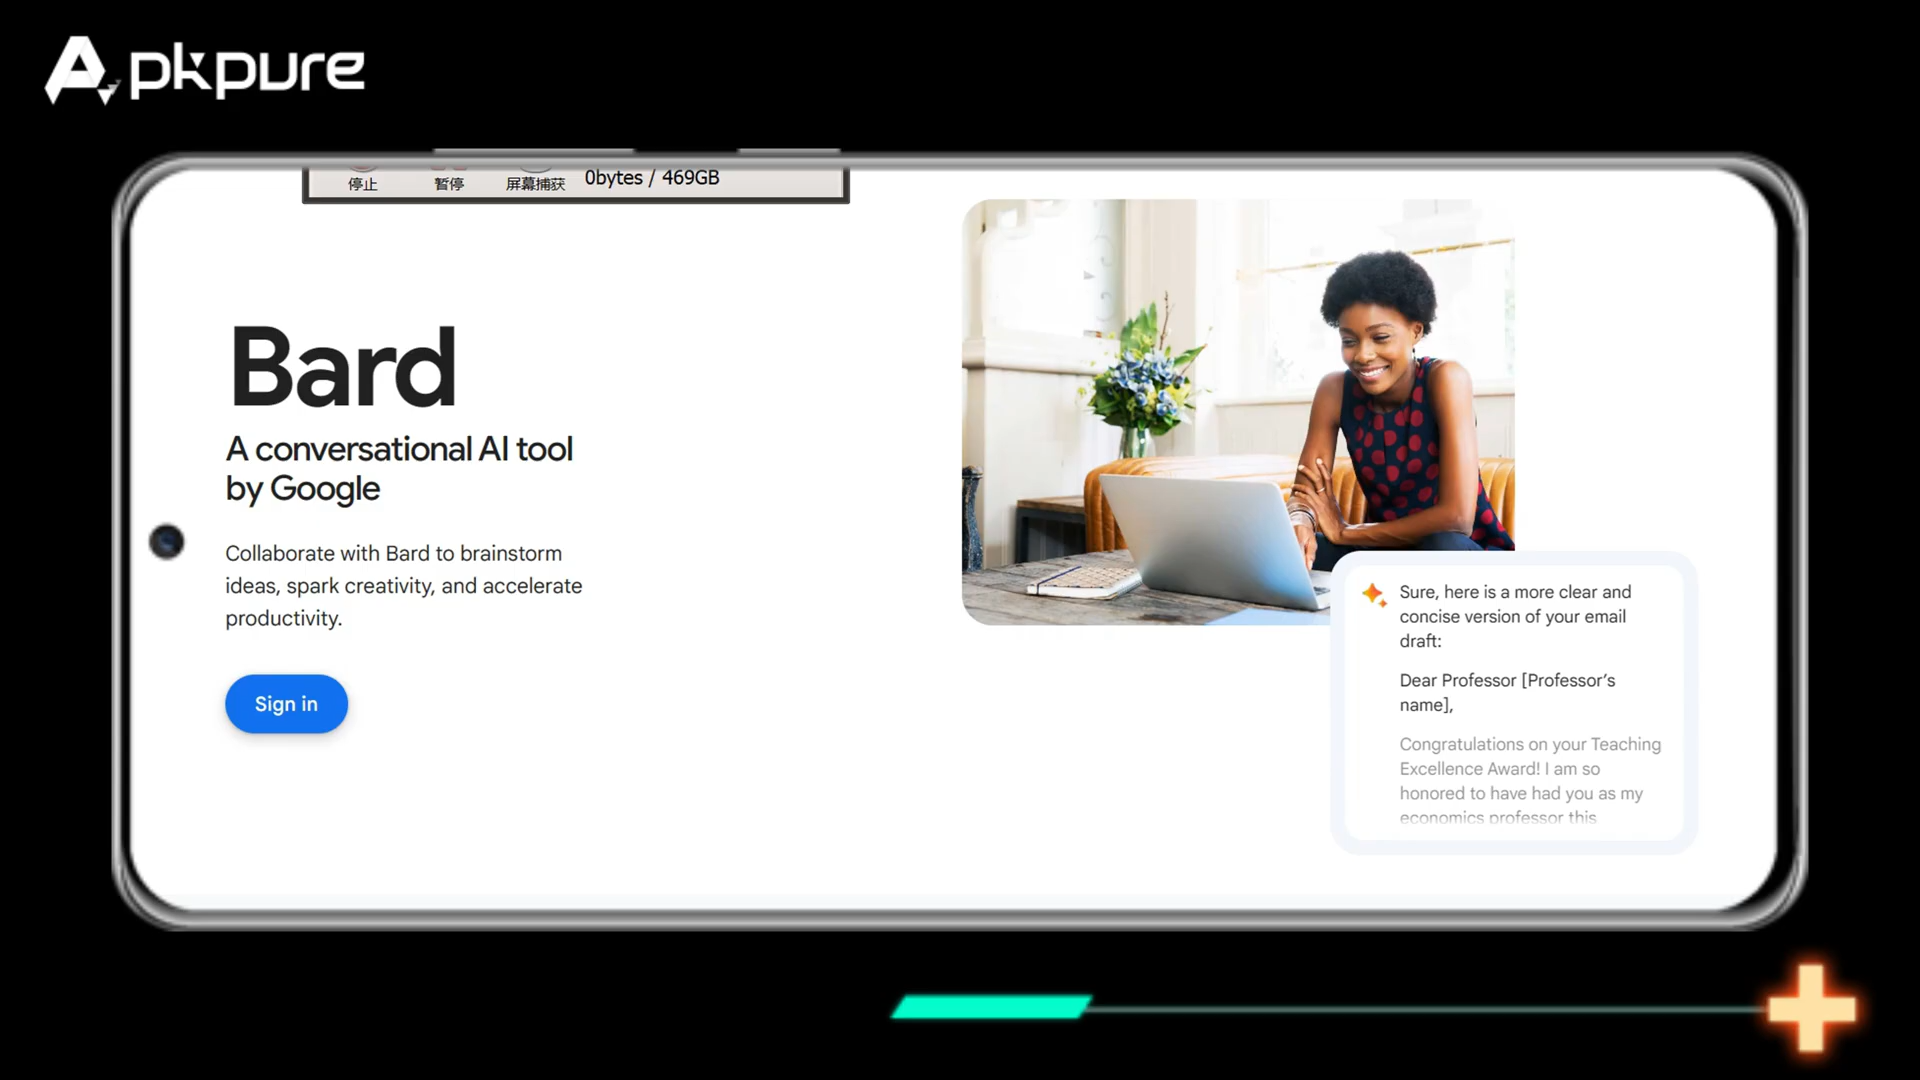 Apkpure
停止 暂停 屏幕捕获 0bytes / 469GB
Bard
A conversational AI tool
by Google
Collaborate with Bard to brainstorm
ideas, spark creativity, and accelerate
productivity.
Sign in
Sure, here is a more clear and
concise version of your email
draft:
Dear Professor [Professor’s
name],
Congratulations on your Teaching
Excellence Award! I am so
honored to have had you as my
economics professor this